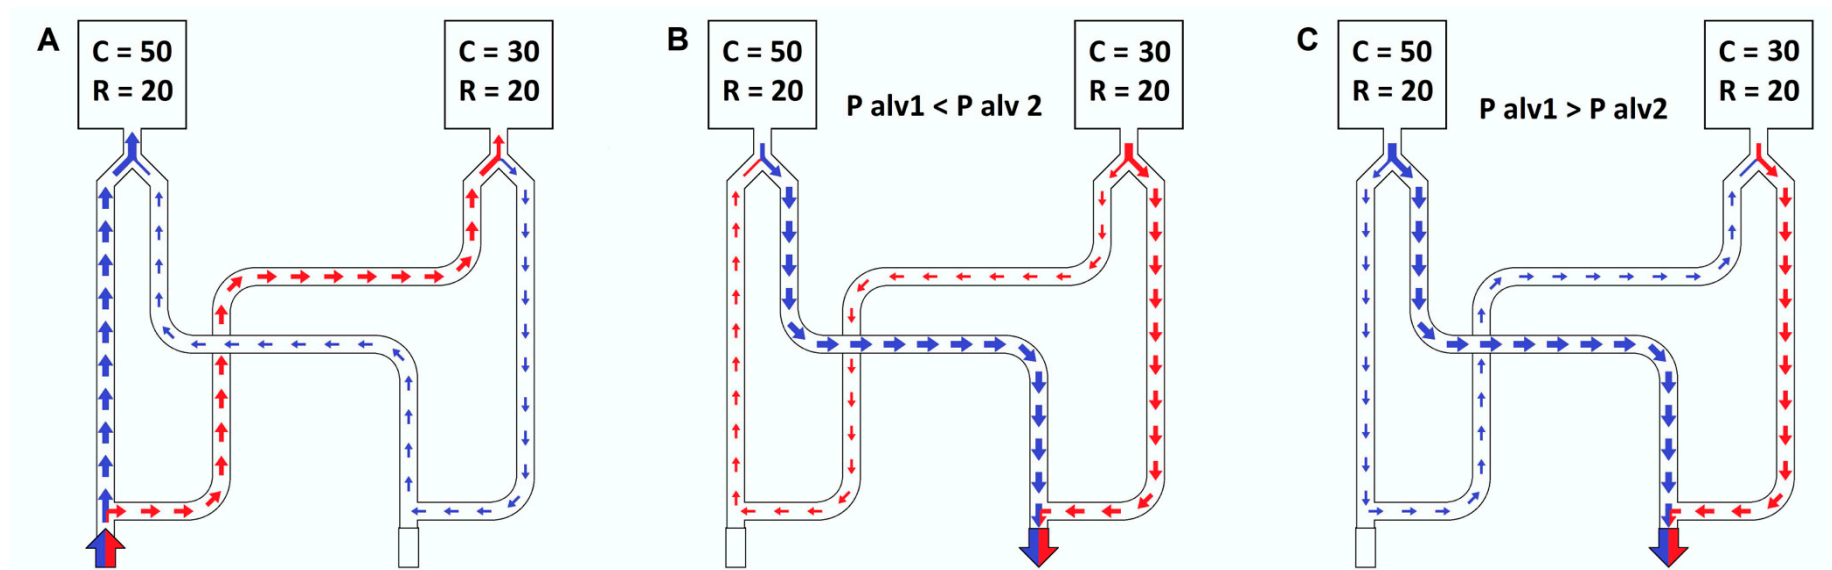 A
C = 50
R = 20
C = 30
R = 20
B
C = 50
R = 20
P alv1 < P alv 2
C = 30
R = 20
C
C = 50
R = 20
P alv1 > P alv2
C = 30
R = 20